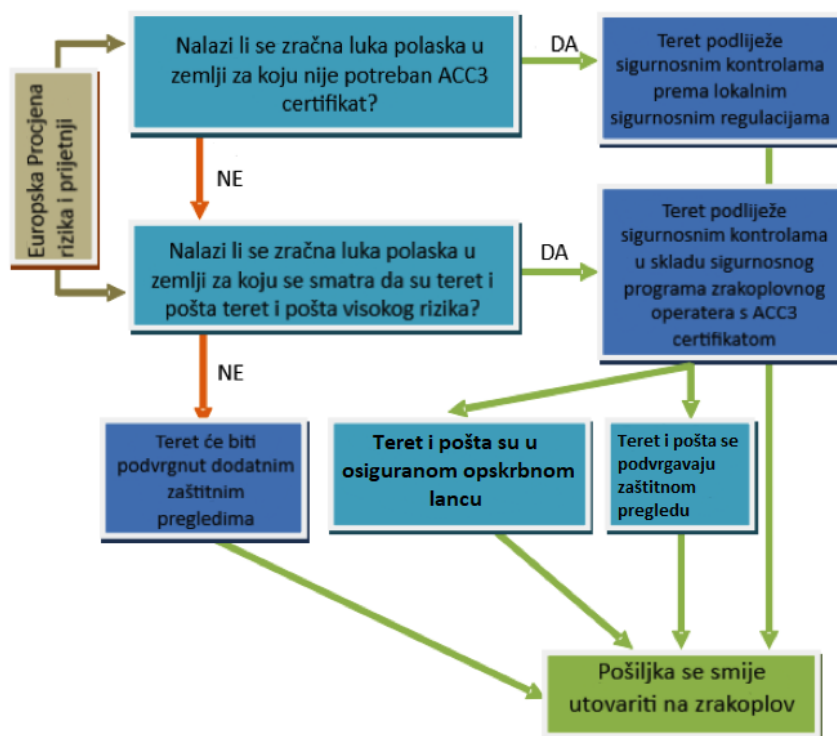 Europska Procjena
rizika i prijetnji
Nalazi li se zračna luka polaska u
zemlji za koju nije potreban ACC3
certifikat?
DA
Teret podliježe
sigurnosnim kontrolama
prema lokalnim
sigurnosnim regulacijama
NE
Nalazi li se zračna luka polaska u
zemlji za koju se smatra da su teret i
pošta teret i pošta visokog rizika?
DA
Teret podliježe
sigurnosnim kontrolama
u skladu sigurnosnog
programa zrakoplovnog
operatera s ACC3
certifikatom
NE
Teret će biti
podvrgnut dodatnim
zaštitnim
pregledima
Teret i pošta su u
osiguranom opskrbnom
lancu
Teret i pošta se
podvrgavaju
zaštitnom
pregledu
Pošiljka se smije
utovariti na zrakoplov